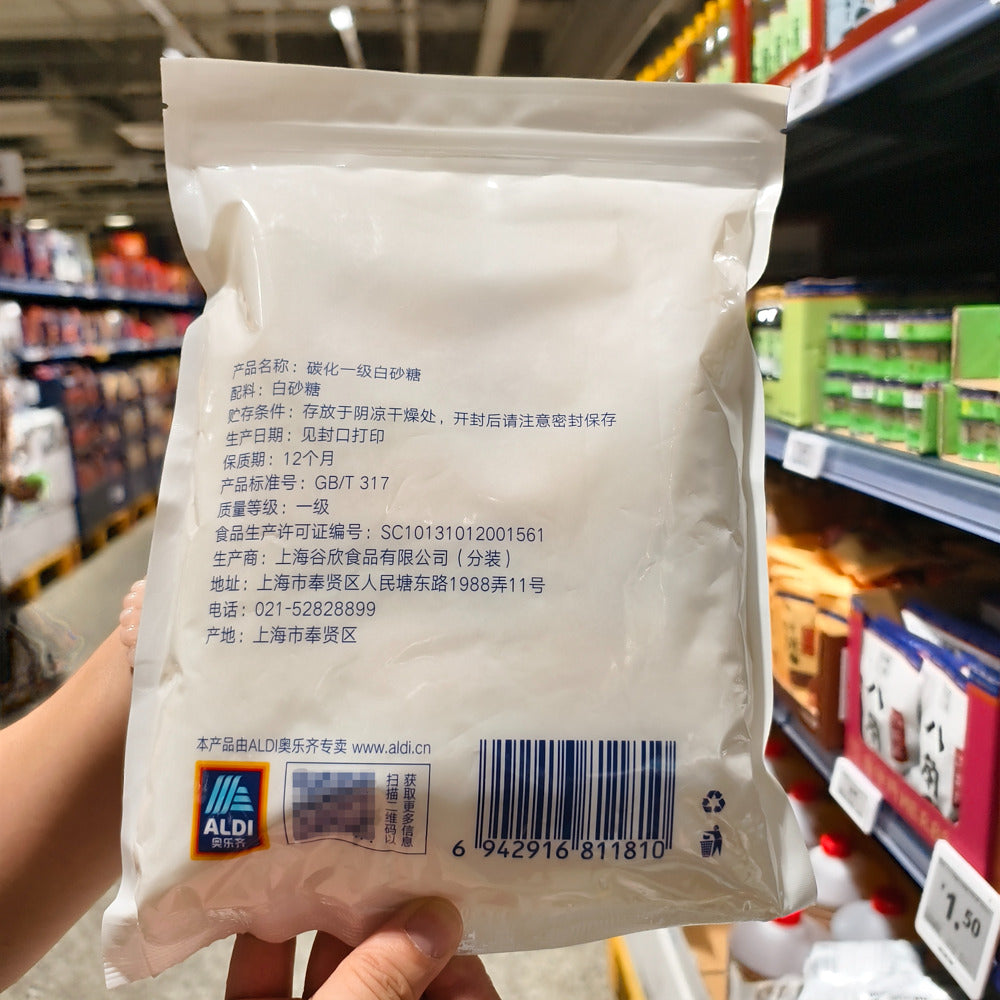 产品名称：碳化一级白砂糖
配料：白砂糖
贮存条件：存放于阴凉干燥处，开封后请注意密封保存
生产日期：见封口打印
保质期：12个月
产品标准号：GB/T 317
质量等级：一级
食品生产许可证编号：SC10131012001561
生产商：上海谷欣食品有限公司（分装）
地址：上海市奉贤区人民塘东路1988弄11号
电话：021-52828899
产地：上海市奉贤区
本产品由ALDI奥乐齐专卖 www.aldi.cn
ALDI
奥乐齐
扫描二维码以
获取更多信息
6 942916 811810
¥1.50